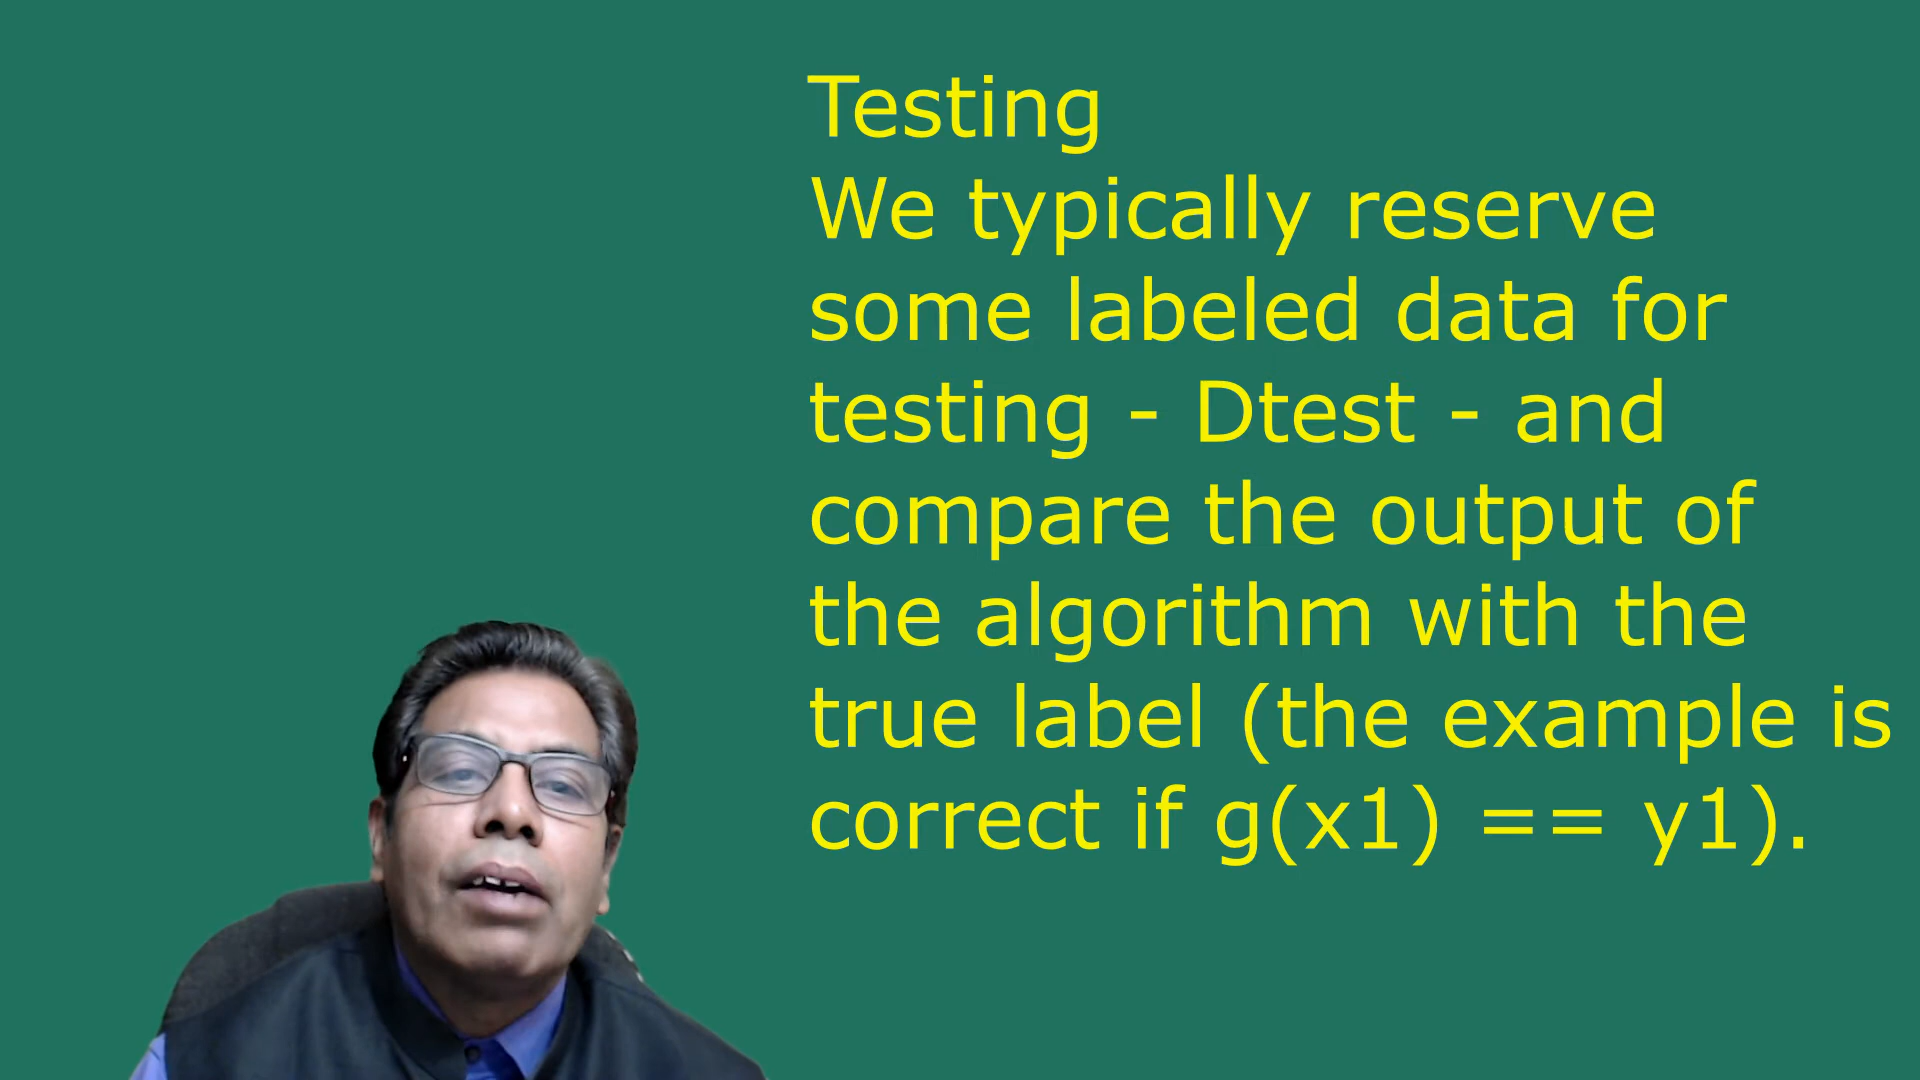 Testing
We typically reserve
some labeled data for
testing - Dtest - and
compare the output of
the algorithm with the
true label (the example is
correct if g(x1) == y1).